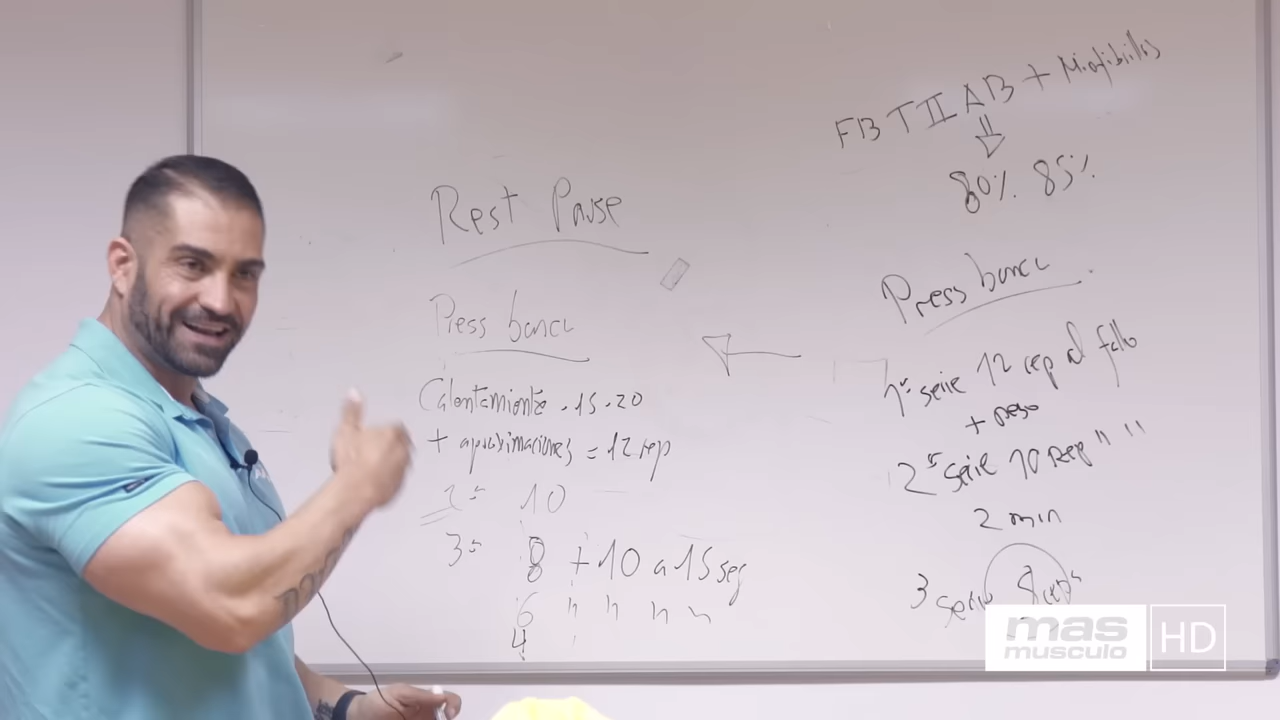 Rest Pause
Press banca
Calentamiento . 15 . 20
+ aproximaciones = 12 rep
2ª 10
3ª 8 + 10 a 15 seg
6 " " " "
4
FB T II AB + Miofibrillas
80% 85%
Press banca
1ª serie 12 rep al fallo
+ peso
2ª serie 10 rep " "
2 min
3 serie 8 reps
mas
musculo
HD